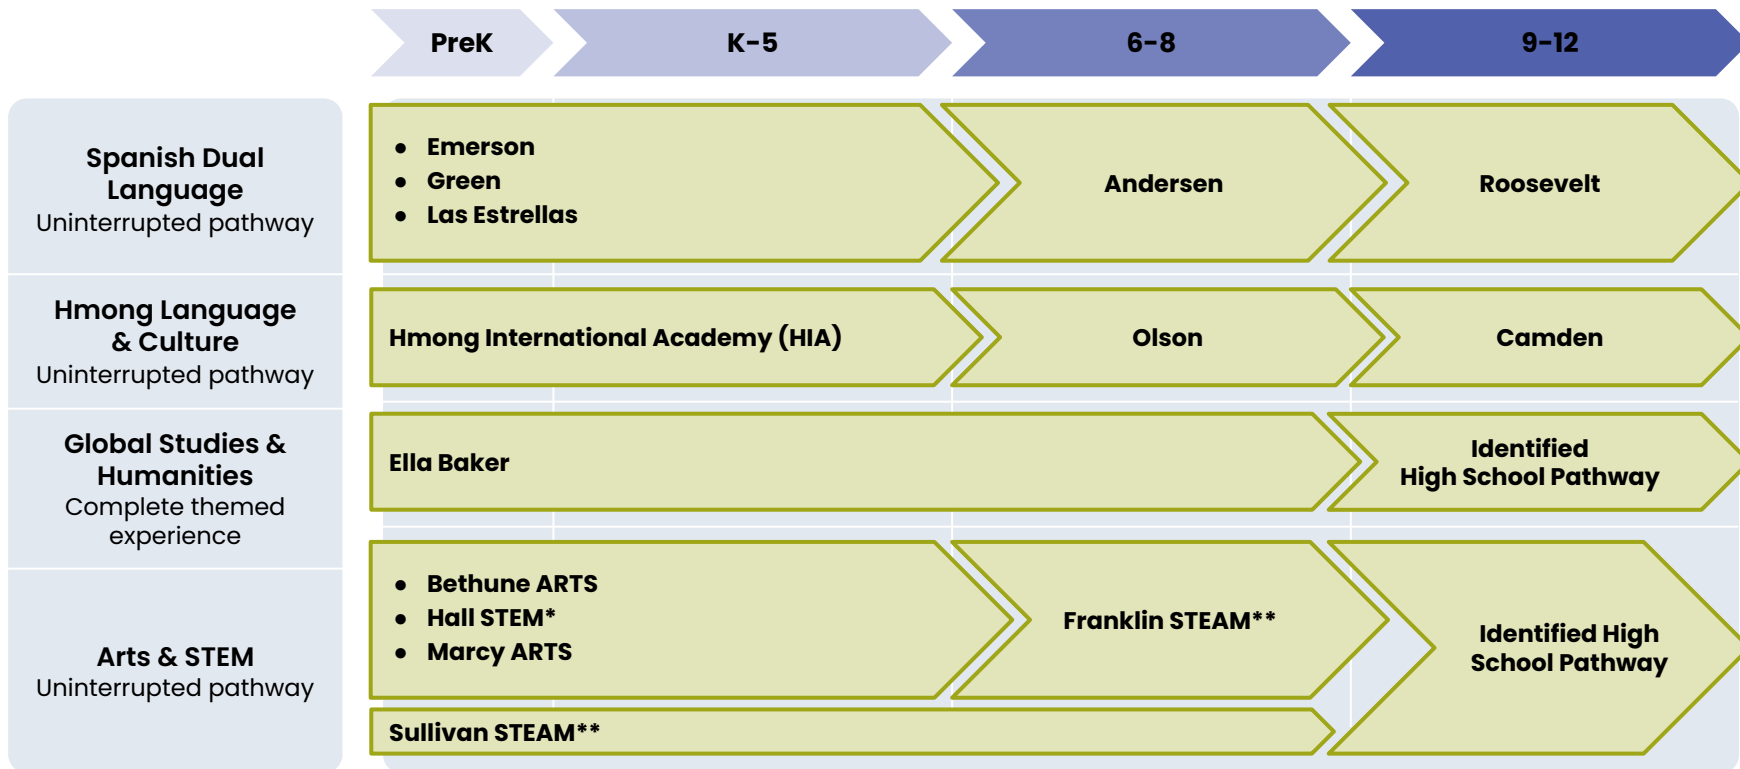 PreK
K-5
6-8
9-12
Spanish Dual
Language
Uninterrupted pathway
● Emerson
● Green
● Las Estrellas
Andersen
Roosevelt
Hmong Language
& Culture
Uninterrupted pathway
Hmong International Academy (HIA)
Olson
Camden
Global Studies &
Humanities
Complete themed
experience
Ella Baker
Identified
High School Pathway
Arts & STEM
Uninterrupted pathway
● Bethune ARTS
● Hall STEM*
● Marcy ARTS
Franklin STEAM**
Identified High
School Pathway
Sullivan STEAM**